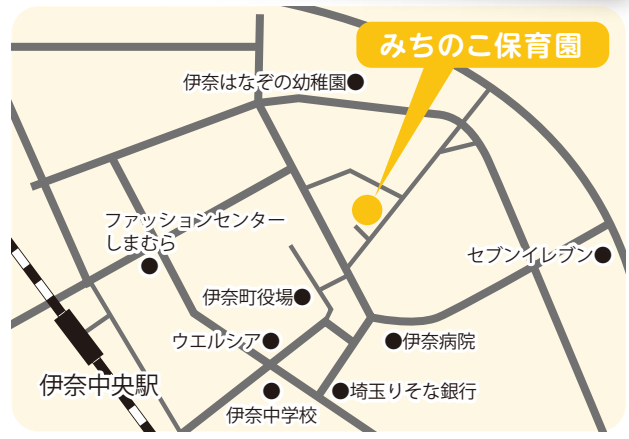 みちのこ保育園
伊奈はなぞの幼稚園
ファッションセンター
しまむら
セブンイレブン
伊奈町役場
ウエルシア
伊奈病院
伊奈中央駅
埼玉りそな銀行
伊奈中学校